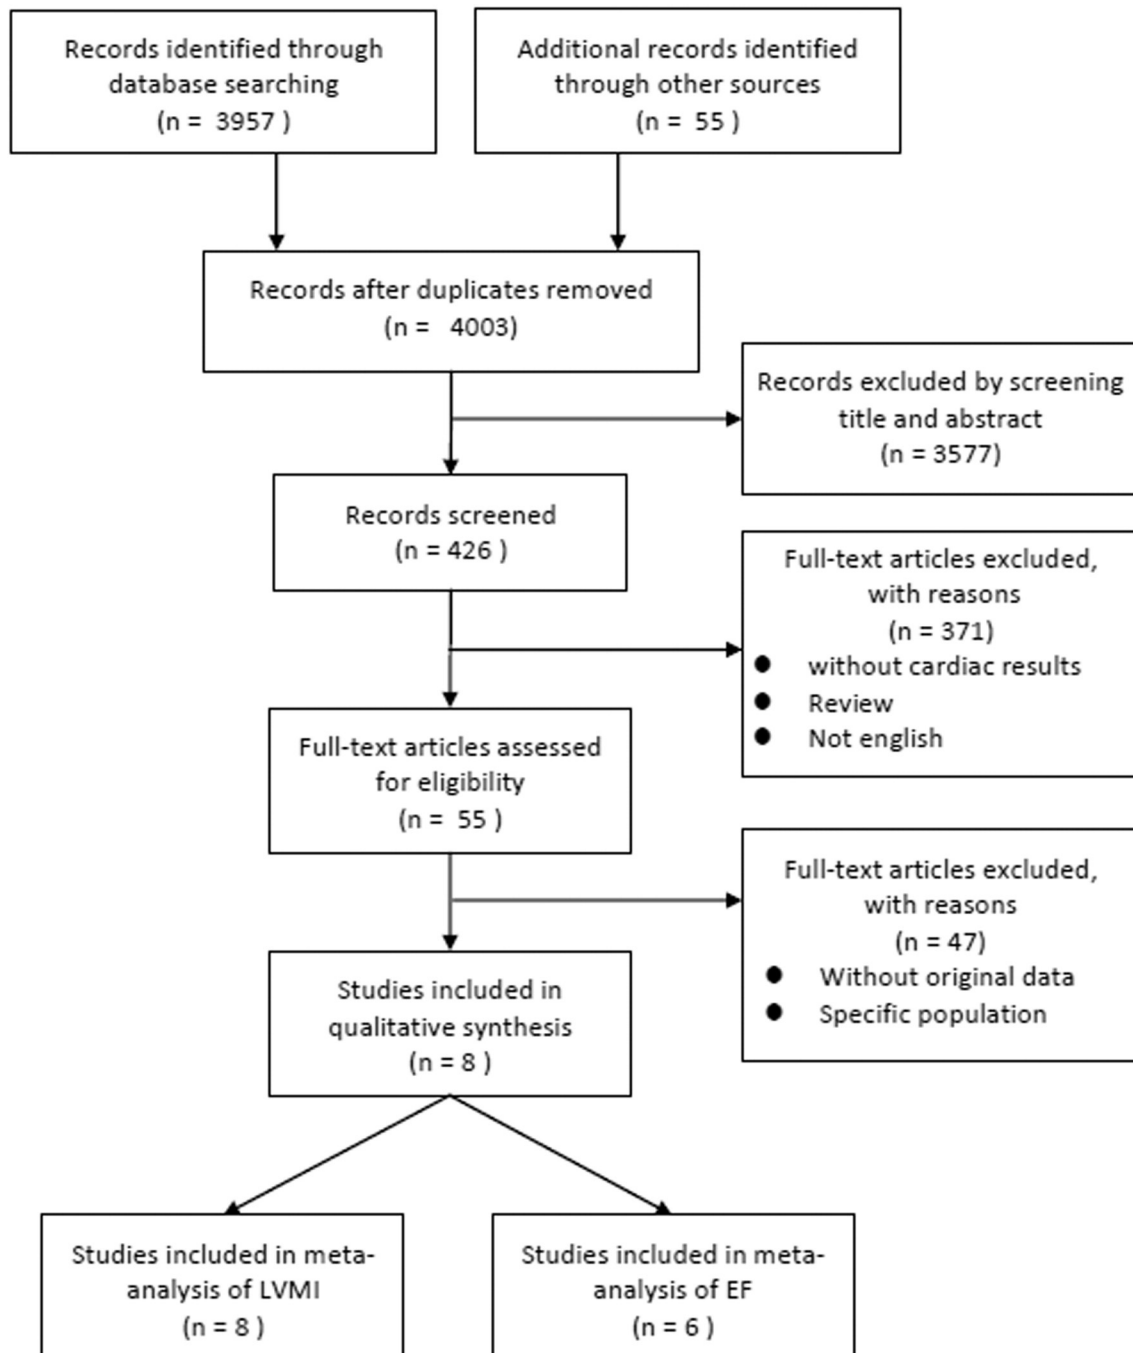 Records identified through
database searching
(n = 3957 )
Additional records identified
through other sources
(n = 55 )
Records after duplicates removed
(n = 4003)
Records excluded by screening
title and abstract
(n = 3577)
Records screened
(n = 426 )
Full-text articles excluded,
with reasons
(n = 371)
● without cardiac results
● Review
● Not english
Full-text articles assessed
for eligibility
(n = 55 )
Full-text articles excluded,
with reasons
(n = 47)
● Without original data
● Specific population
Studies included in
qualitative synthesis
(n = 8 )
Studies included in meta-
analysis of LVMI
(n = 8 )
Studies included in meta-
analysis of EF
(n = 6 )